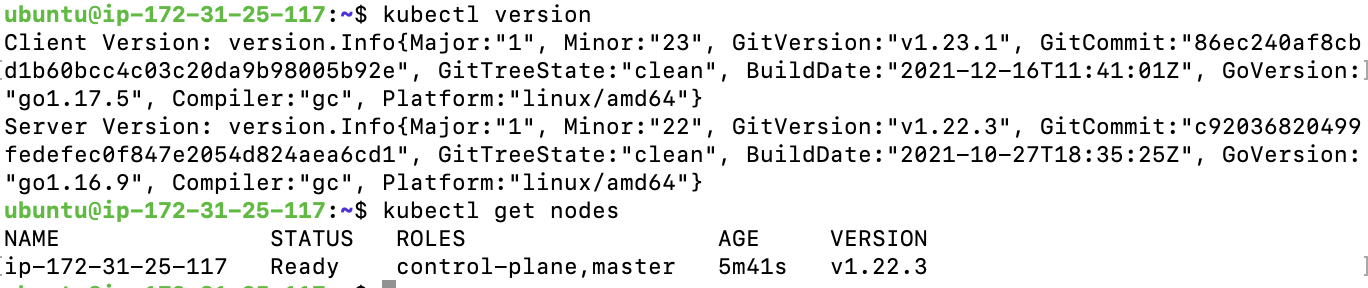 ubuntu@ip-172-31-25-117:~$ kubectl version
Client Version: version.Info{Major:"1", Minor:"23", GitVersion:"v1.23.1", GitCommit:"86ec240af8cb
d1b60bcc4c03c20da9b98005b92e", GitTreeState:"clean", BuildDate:"2021-12-16T11:41:01Z", GoVersion:
"go1.17.5", Compiler:"gc", Platform:"linux/amd64"}
Server Version: version.Info{Major:"1", Minor:"22", GitVersion:"v1.22.3", GitCommit:"c92036820499
fedefec0f847e2054d824aea6cd1", GitTreeState:"clean", BuildDate:"2021-10-27T18:35:25Z", GoVersion:
"go1.16.9", Compiler:"gc", Platform:"linux/amd64"}
ubuntu@ip-172-31-25-117:~$ kubectl get nodes
NAME STATUS ROLES AGE VERSION
ip-172-31-25-117 Ready control-plane,master 5m41s v1.22.3